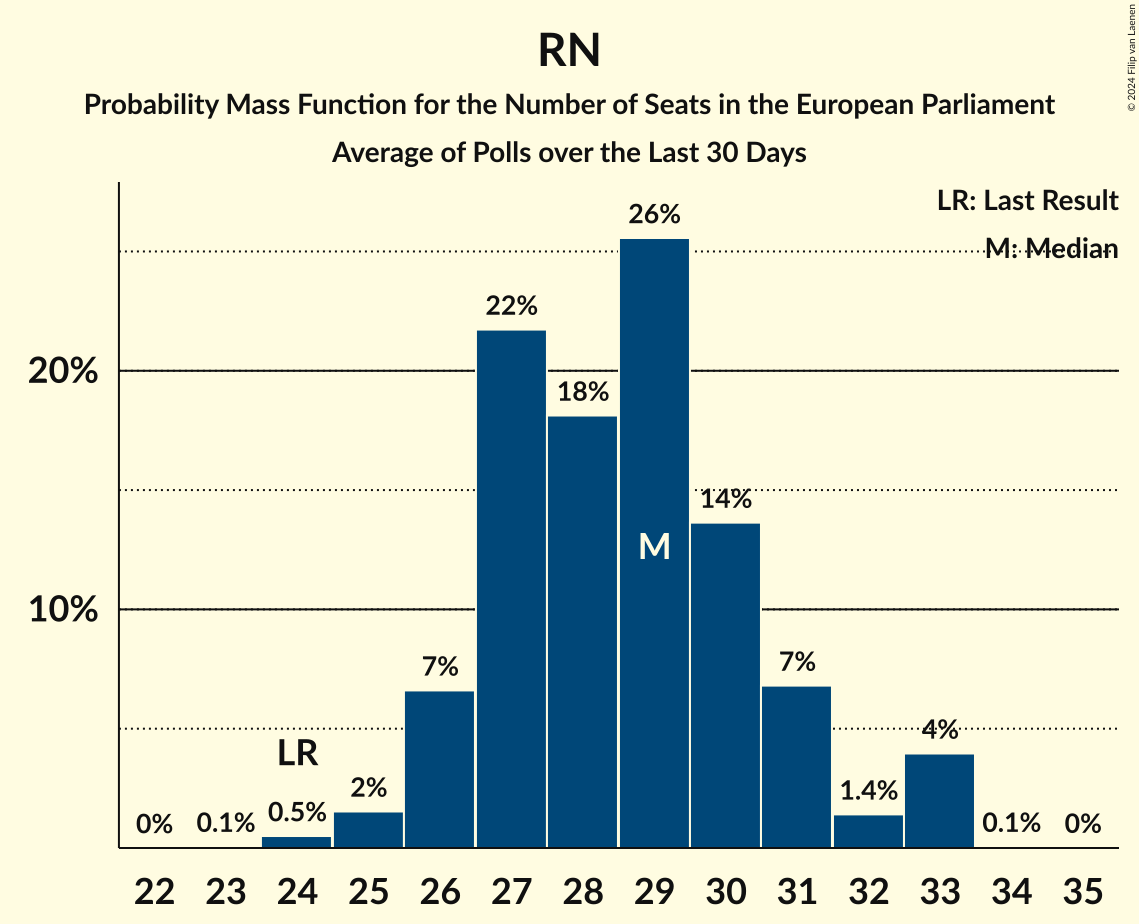 RN
Probability Mass Function for the Number of Seats in the European Parliament
Average of Polls over the Last 30 Days
© 2024 Filip van Laenen
LR: Last Result
M: Median
20%
10%
0%
0.1%
0.5%
LR
2%
7%
22%
18%
26%
M
14%
7%
1.4%
4%
0.1%
0%
22 23 24 25 26 27 28 29 30 31 32 33 34 35